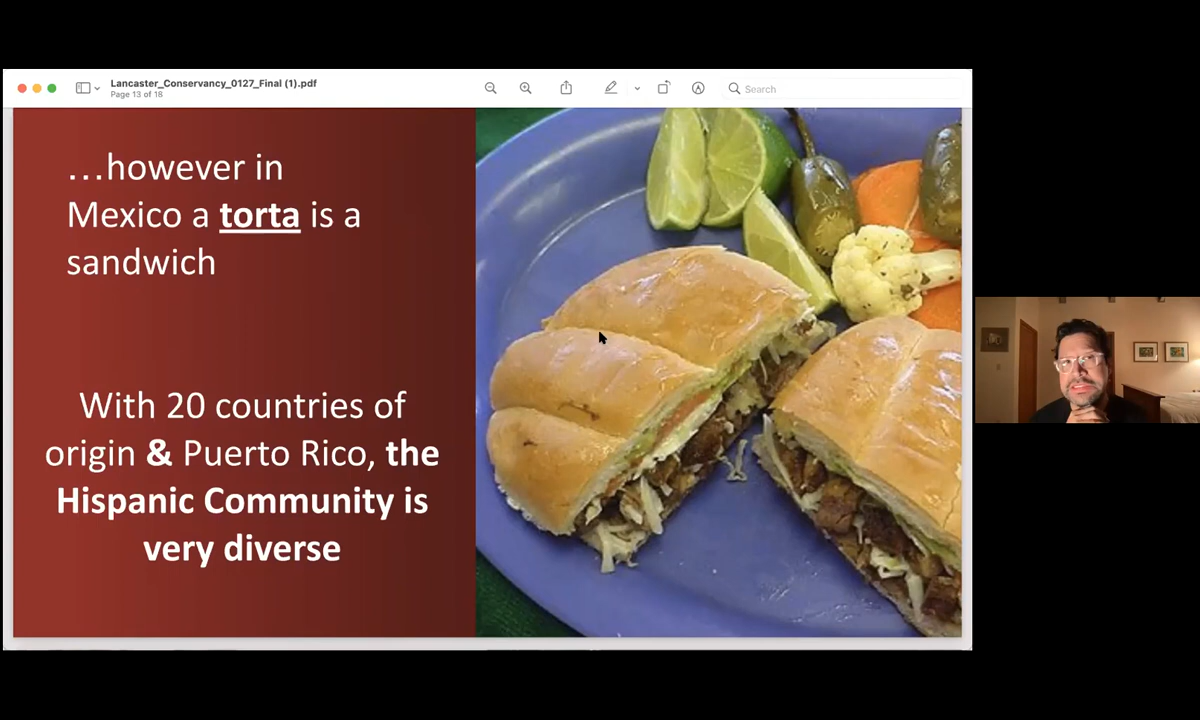 Lancaster_Conservancy_0127_Final (1).pdf
Page 13 of 18
Search
…however in
Mexico a torta is a
sandwich
With 20 countries of
origin & Puerto Rico, the
Hispanic Community is
very diverse